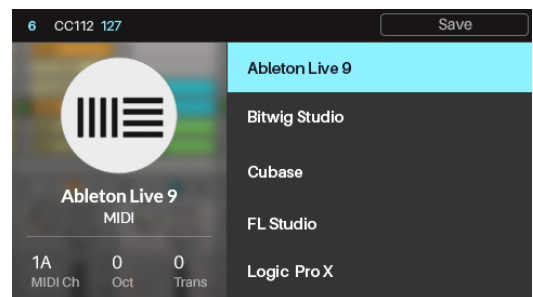 6 CC112 127 Save
Ableton Live 9
Bitwig Studio
Cubase
FL Studio
Logic Pro X
Ableton Live 9
MIDI
1A 0 0
MIDI Ch Oct Trans